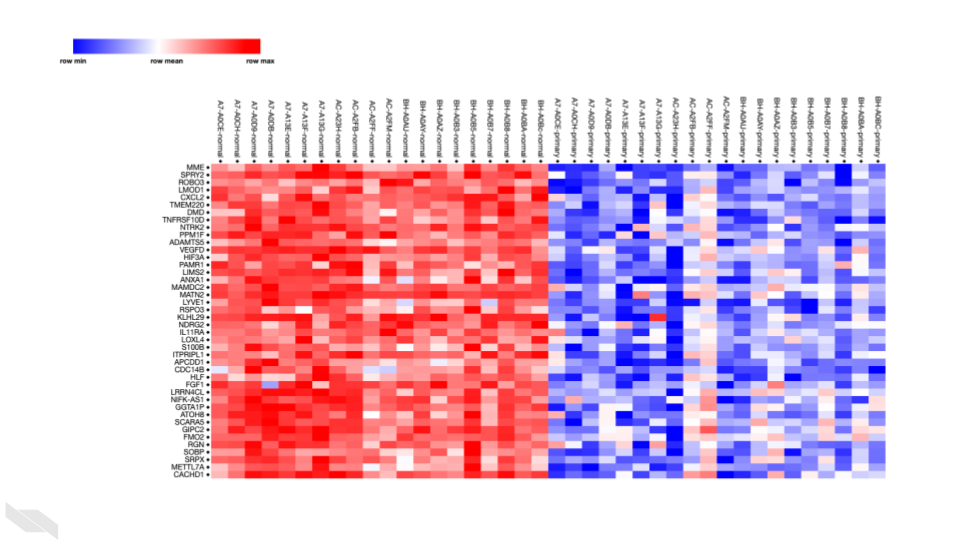 row min row mean row max
A7-A0CE-normal
A7-A0CH-normal
A7-A0D9-normal
A7-A0DB-normal
A7-A13E-normal
A7-A13F-normal
A7-A13G-normal
AC-A23H-normal
AC-A2FB-normal
AC-A2FF-normal
AC-A2FM-normal
BH-A0AU-normal
BH-A0AY-normal
BH-A0AZ-normal
BH-A0B3-normal
BH-A0B5-normal
BH-A0B7-normal
BH-A0B8-normal
BH-A0BA-normal
BH-A0Bc-normal
A7-A0CE-primary
A7-A0CH-primary
A7-A0D9-primary
A7-A0DB-primary
A7-A13E-primary
A7-A13F-primary
A7-A13G-primary
AC-A23H-primary
AC-A2FB-primary
AC-A2FF-primary
AC-A2FM-primary
BH-A0AU-primary
BH-A0AY-primary
BH-A0AZ-primary
BH-A0B3-primary
BH-A0B5-primary
BH-A0B7-primary
BH-A0B8-primary
BH-A0BA-primary
BH-A0BC-primary
MME
SPRY2
ROBO3
LMOD1
CXCL2
TMEM220
DMD
TNFRSF10D
NTRK2
PPM1F
ADAMTS5
VEGFD
HIF3A
PAMR1
LIMS2
ANXA1
MAMDC2
MATN2
LYVE1
RSPO3
KLHL29
NDRG2
IL11RA
LOXL4
S100B
ITPRIPL1
APCDD1
CDC14B
HLF
FGF1
LRRN4CL
NIFK-AS1
GGTA1P
ATOH8
SCARA5
GIPC2
FMO2
RGN
SOBP
SRPX
METTL7A
CACHD1